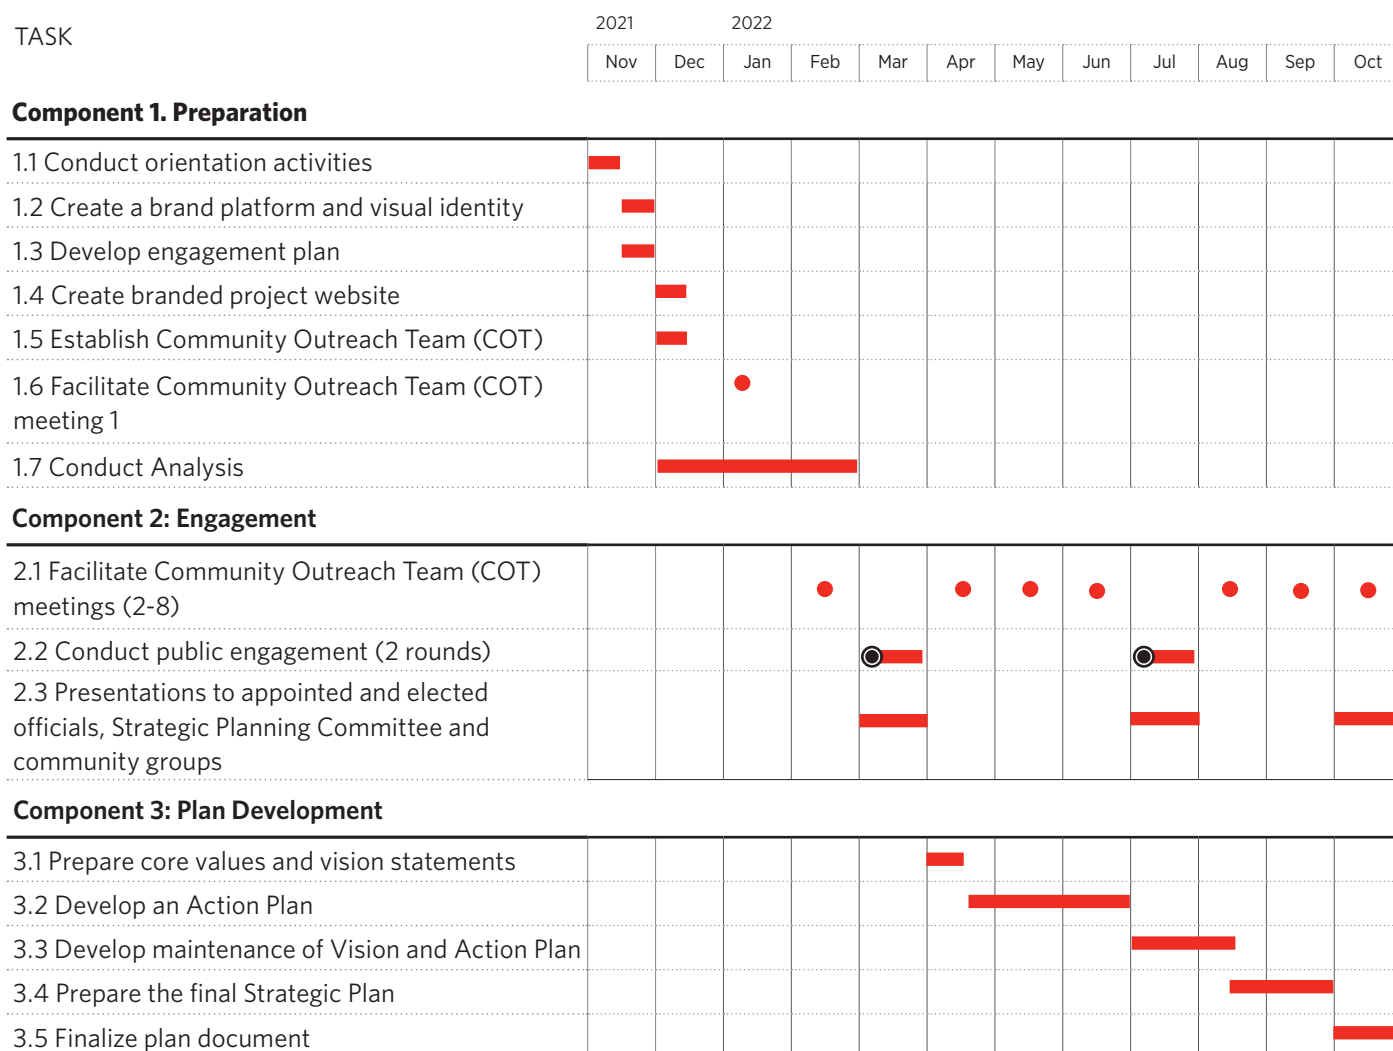 TASK
2021 2022
Nov Dec Jan Feb Mar Apr May Jun Jul Aug Sep Oct
Component 1. Preparation
1.1 Conduct orientation activities
1.2 Create a brand platform and visual identity
1.3 Develop engagement plan
1.4 Create branded project website
1.5 Establish Community Outreach Team (COT)
1.6 Facilitate Community Outreach Team (COT)
meeting 1
1.7 Conduct Analysis
Component 2: Engagement
2.1 Facilitate Community Outreach Team (COT)
meetings (2-8)
2.2 Conduct public engagement (2 rounds)
2.3 Presentations to appointed and elected
officials, Strategic Planning Committee and
community groups
Component 3: Plan Development
3.1 Prepare core values and vision statements
3.2 Develop an Action Plan
3.3 Develop maintenance of Vision and Action Plan
3.4 Prepare the final Strategic Plan
3.5 Finalize plan document